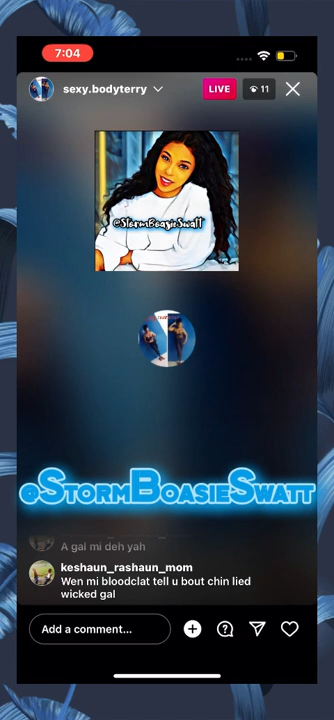 7:04
sexy.bodyterry
LIVE
11
@StormBoasieSwatt
@StormBoasieSwatt
A gal mi deh yah
keshaun_rashaun_mom
Wen mi bloodclat tell u bout chin lied
wicked gal
Add a comment...